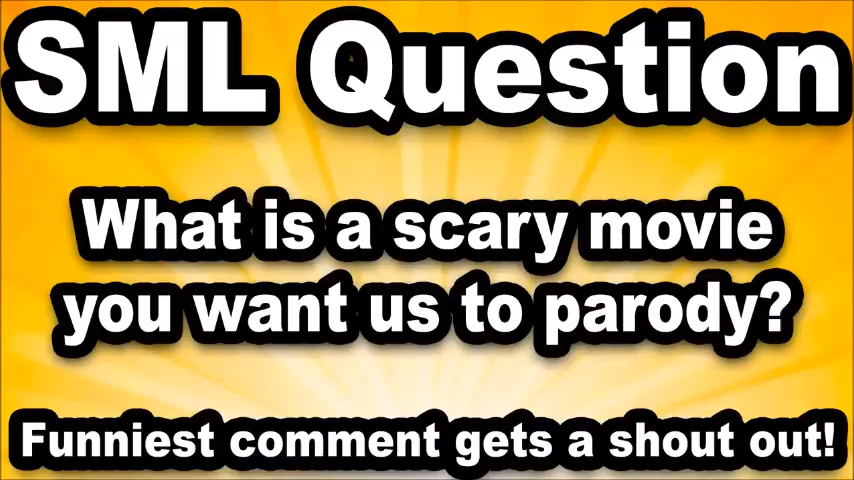 SML Question
What is a scary movie
you want us to parody?
Funniest comment gets a shout out!